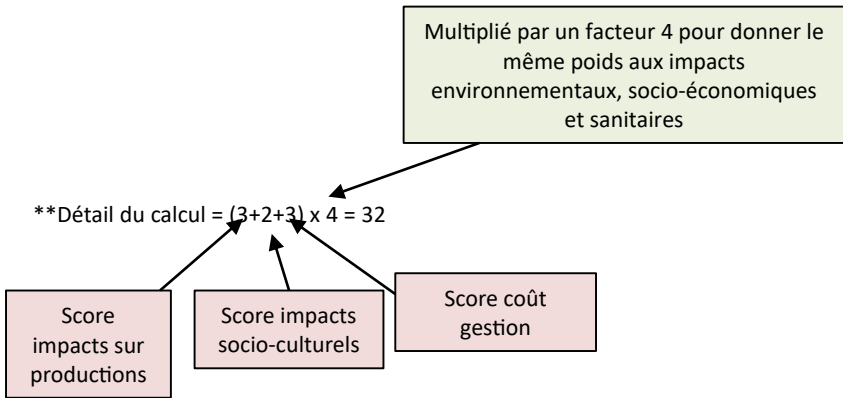 Multiplié par un facteur 4 pour donner le
même poids aux impacts
environnementaux, socio-économiques
et sanitaires
**Détail du calcul = (3+2+3) x 4 = 32
Score
impacts sur
productions
Score impacts
socio-culturels
Score coût
gestion